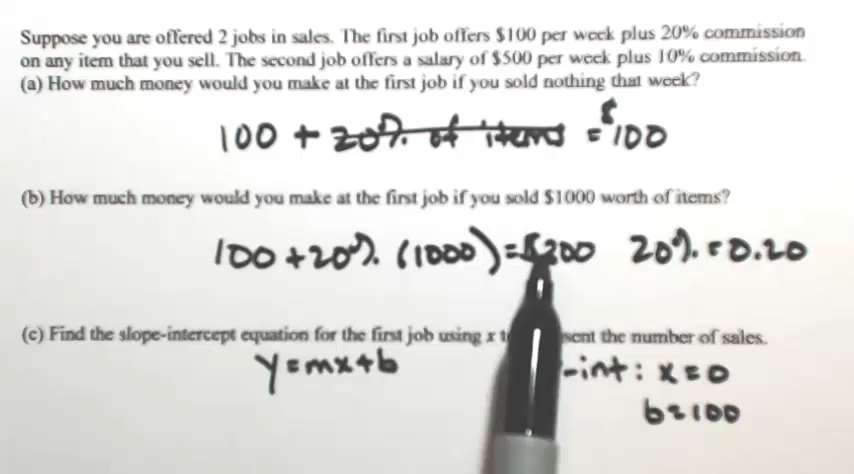 Suppose you are offered 2 jobs in sales. The first job offers $100 per week plus 20% commission
on any item that you sell. The second job offers a salary of $500 per week plus 10% commission.
(a) How much money would you make at the first job if you sold nothing that week?
100 + 20% of items = $100
(b) How much money would you make at the first job if you sold $1000 worth of items?
100 + 20% (1000) = $300 20% = 0.20
(c) Find the slope-intercept equation for the first job using x the number of sales.
y = mx + b -int: x = 0
b = 100